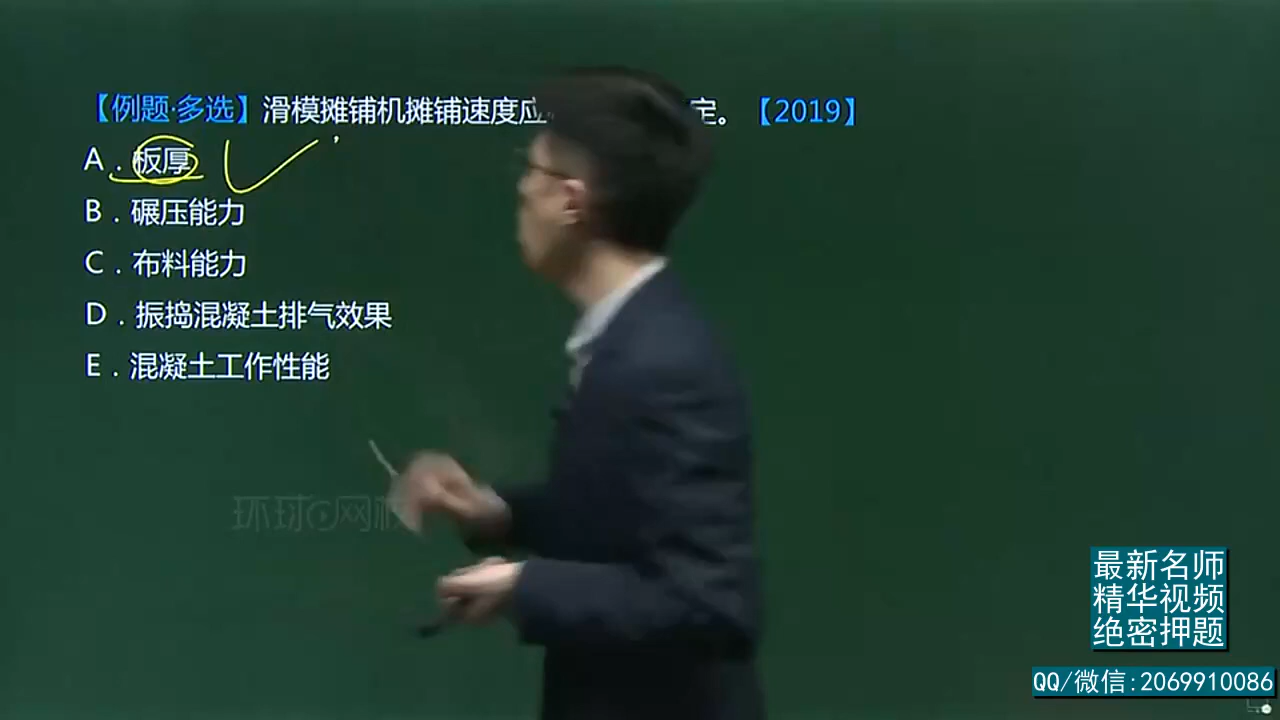 【例题·多选】滑模摊铺机摊铺速度应 定。【2019】
A．板厚
B．碾压能力
C．布料能力
D．振捣混凝土排气效果
E．混凝土工作性能
环球网校
最新名师
精华视频
绝密押题
QQ/微信:2069910086